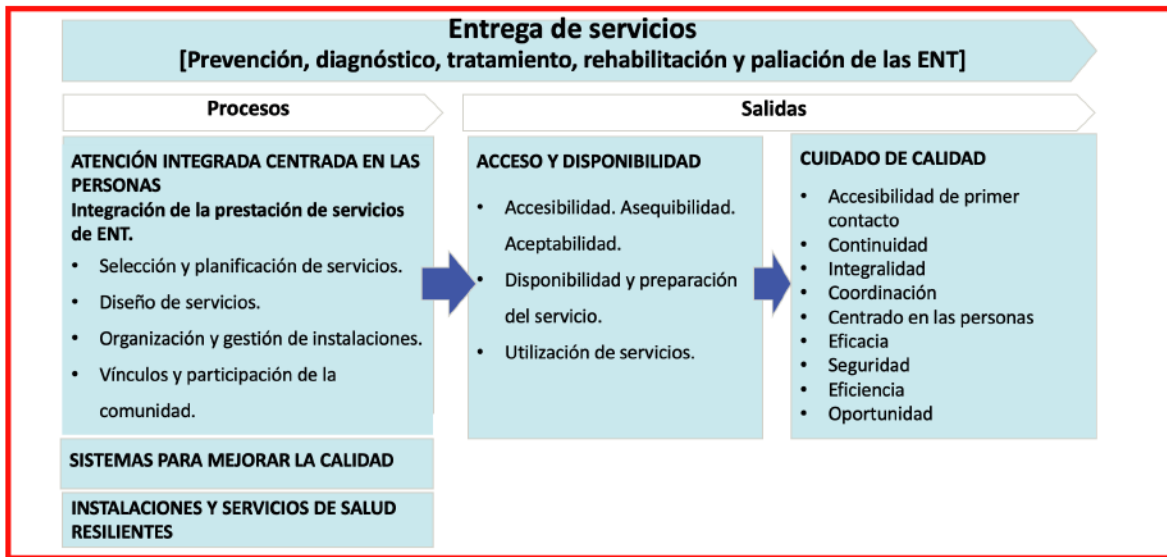 Entrega de servicios
[Prevención, diagnóstico, tratamiento, rehabilitación y paliación de las ENT]
Procesos
Salidas
ATENCIÓN INTEGRADA CENTRADA EN LAS
PERSONAS
Integración de la prestación de servicios
de ENT.
• Selección y planificación de servicios.
• Diseño de servicios.
• Organización y gestión de instalaciones.
• Vínculos y participación de la
comunidad.
SISTEMAS PARA MEJORAR LA CALIDAD
INSTALACIONES Y SERVICIOS DE SALUD
RESILIENTES
ACCESO Y DISPONIBILIDAD
• Accesibilidad. Asequibilidad.
Aceptabilidad.
• Disponibilidad y preparación
del servicio.
• Utilización de servicios.
CUIDADO DE CALIDAD
• Accesibilidad de primer
contacto
• Continuidad
• Integralidad
• Coordinación
• Centrado en las personas
• Eficacia
• Seguridad
• Eficiencia
• Oportunidad